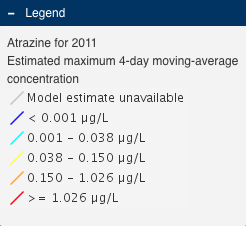 − Legend
Atrazine for 2011
Estimated maximum 4-day moving-average
concentration
Model estimate unavailable
< 0.001 µg/L
0.001 – 0.038 µg/L
0.038 – 0.150 µg/L
0.150 – 1.026 µg/L
>= 1.026 µg/L